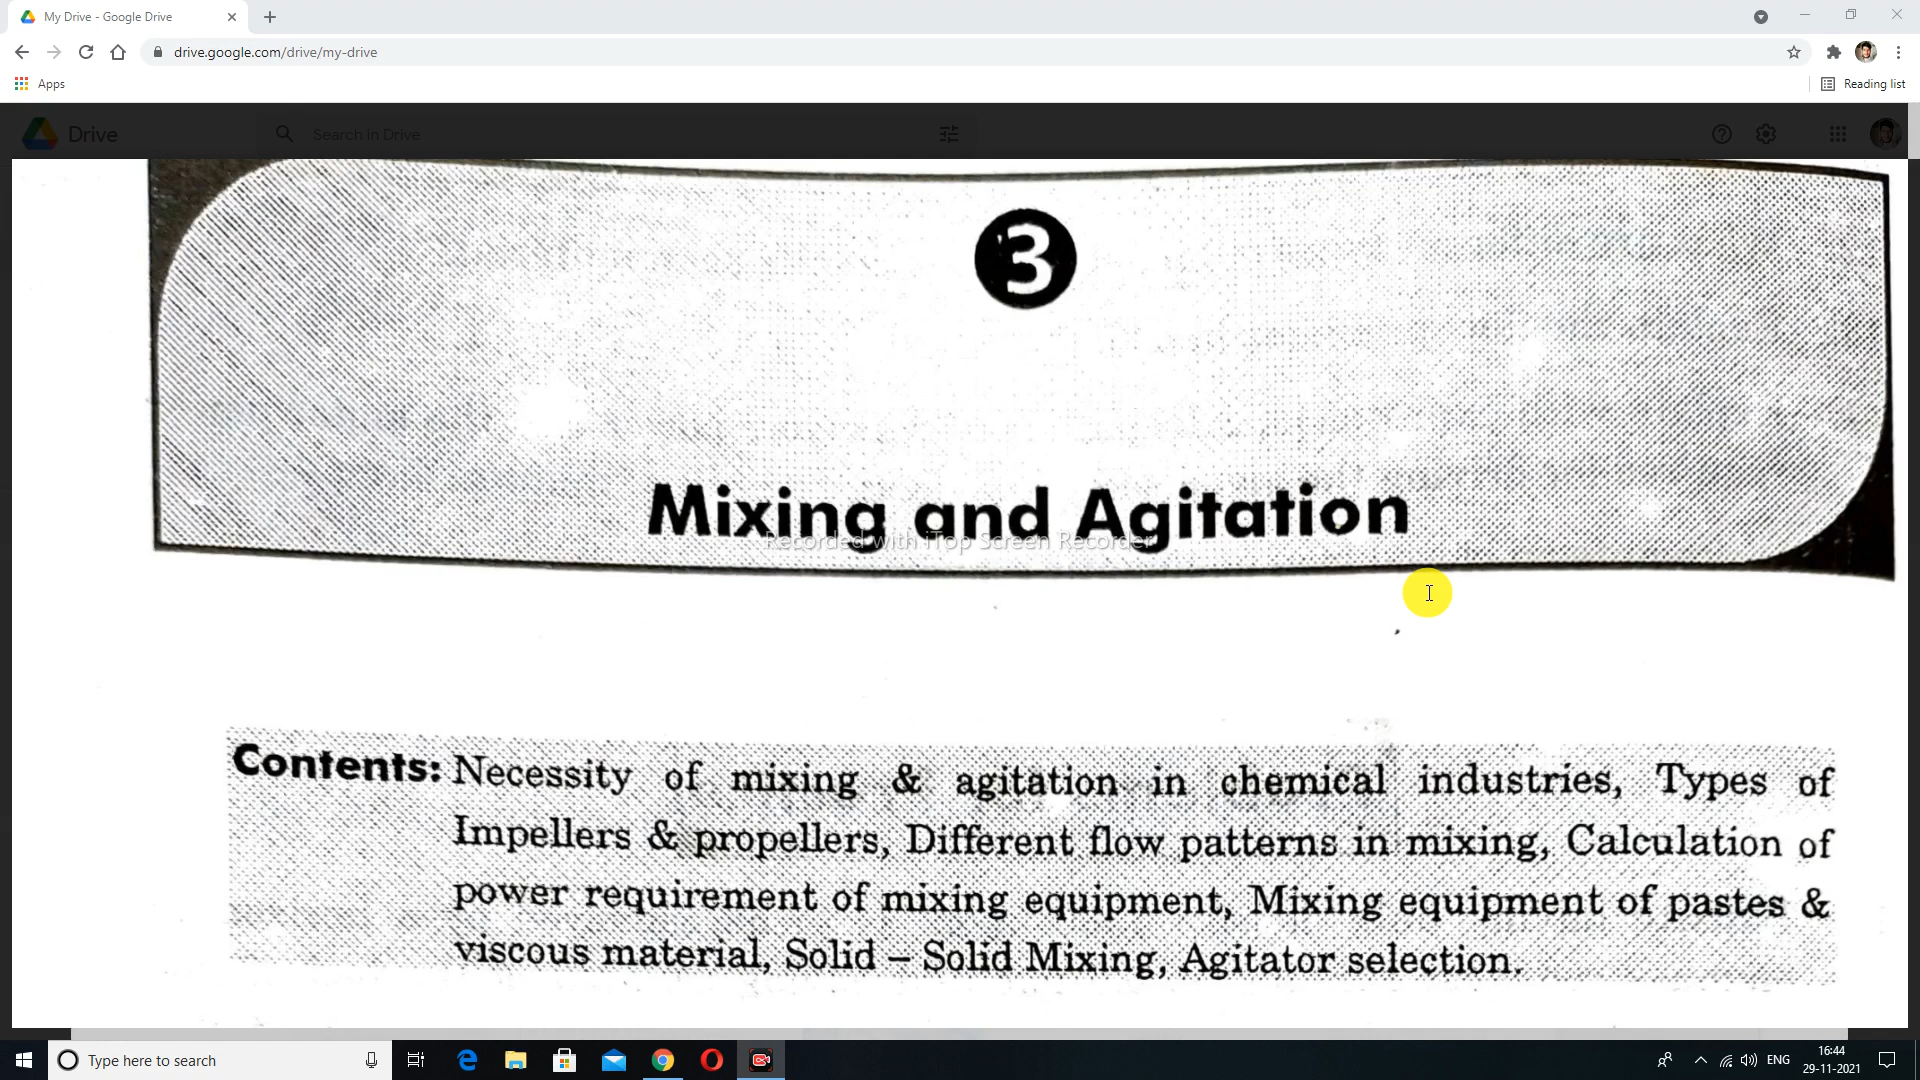 My Drive - Google Drive
drive.google.com/drive/my-drive
Apps
Reading list
Drive
Search in Drive
3
Mixing and Agitation
Recorded with iTop Screen Recorder
Contents: Necessity of mixing & agitation in chemical industries, Types of
Impellers & propellers, Different flow patterns in mixing, Calculation of
power requirement of mixing equipment, Mixing equipment of pastes &
viscous material, Solid – Solid Mixing, Agitator selection.
Type here to search
ENG
16:44
29-11-2021